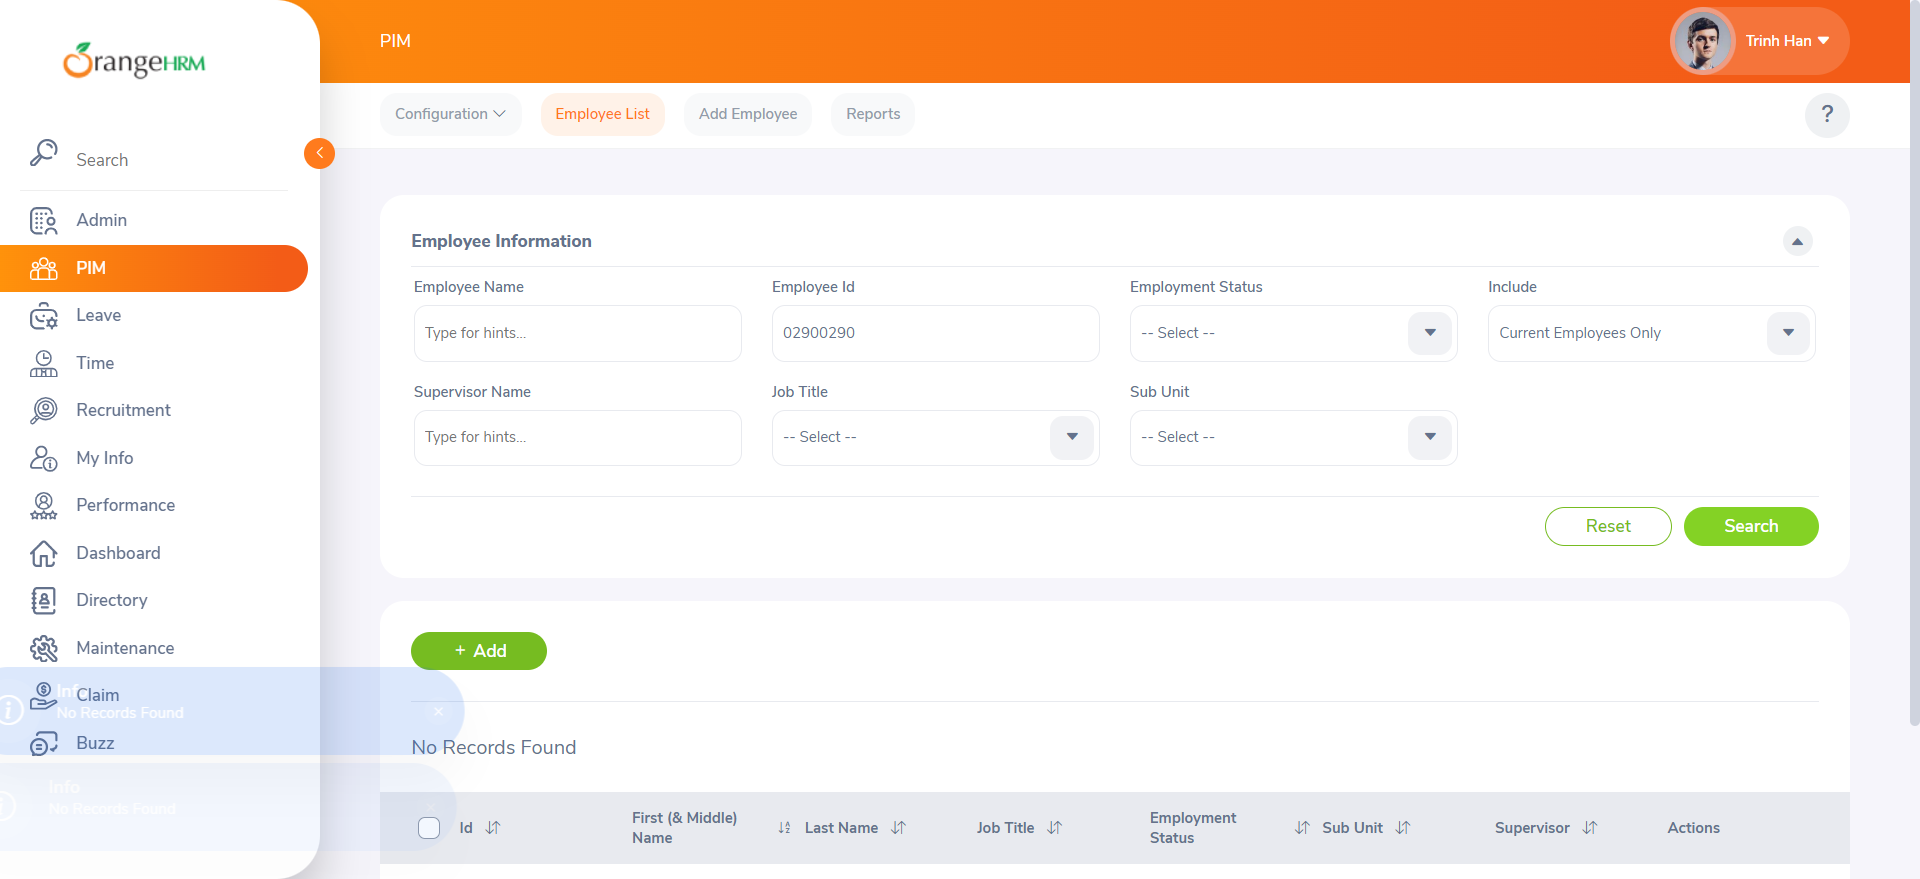 OrangeHRM
PIM
Trinh Han
Configuration
Employee List
Add Employee
Reports
?
Search
Admin
PIM
Leave
Time
Recruitment
My Info
Performance
Dashboard
Directory
Maintenance
Claim
Buzz
Info
No Records Found
Info
No Records Found
Employee Information
Employee Name
Employee Id
Employment Status
Include
Type for hints...
02900290
-- Select --
Current Employees Only
Supervisor Name
Job Title
Sub Unit
Type for hints...
-- Select --
-- Select --
Reset
Search
+ Add
No Records Found
Id
First (& Middle)
Name
Last Name
Job Title
Employment
Status
Sub Unit
Supervisor
Actions